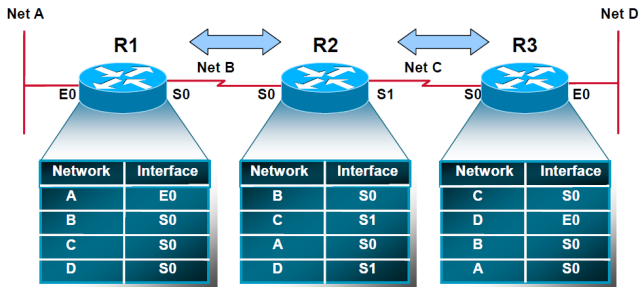 Net A
Net D
R1
R2
R3
Net B
Net C
E0
S0
S0
S1
S0
E0
Network Interface
A E0
B S0
C S0
D S0
Network Interface
B S0
C S1
A S0
D S1
Network Interface
C S0
D E0
B S0
A S0